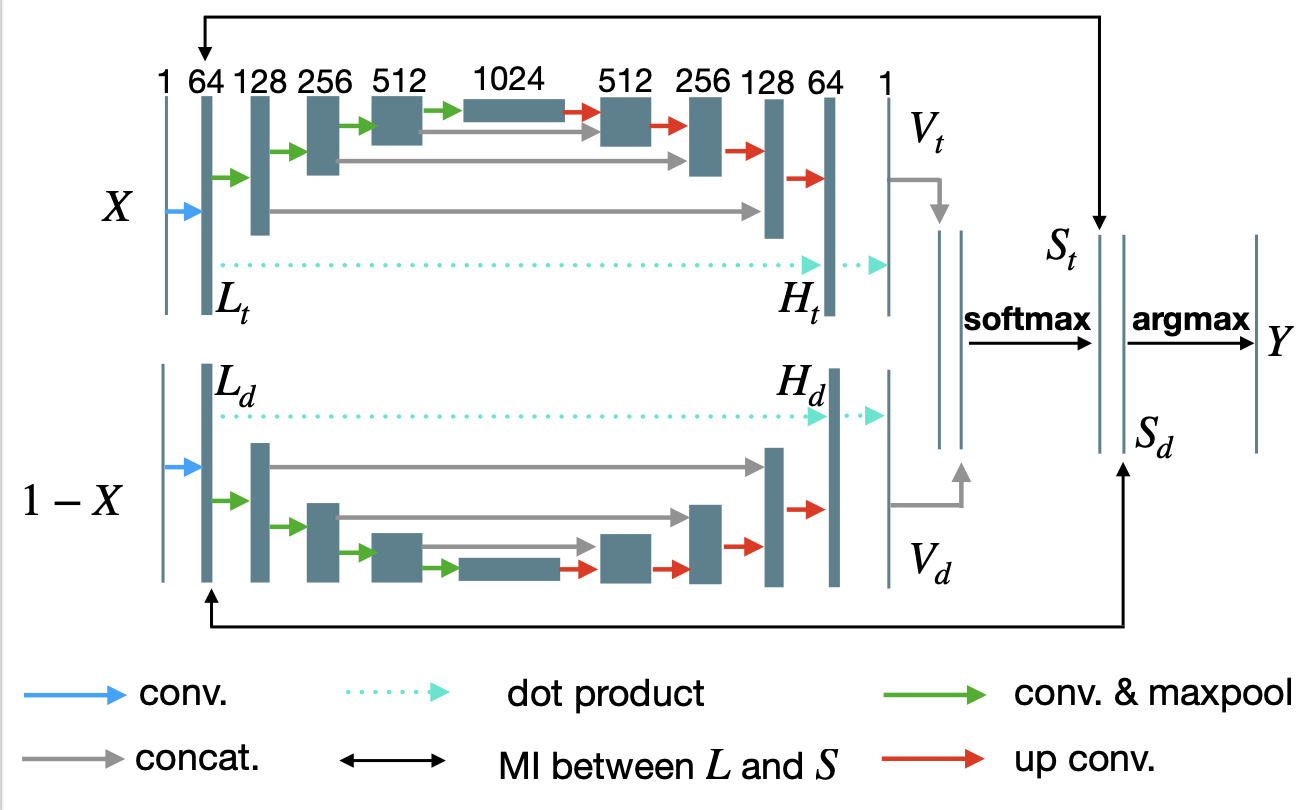 1 64 128 256 512 1024 512 256 128 64 1
V_t
X
S_t
L_t H_t
softmax argmax Y
L_d H_d
S_d
1 − X
V_d
conv. dot product conv. & maxpool
concat. MI between L and S up conv.